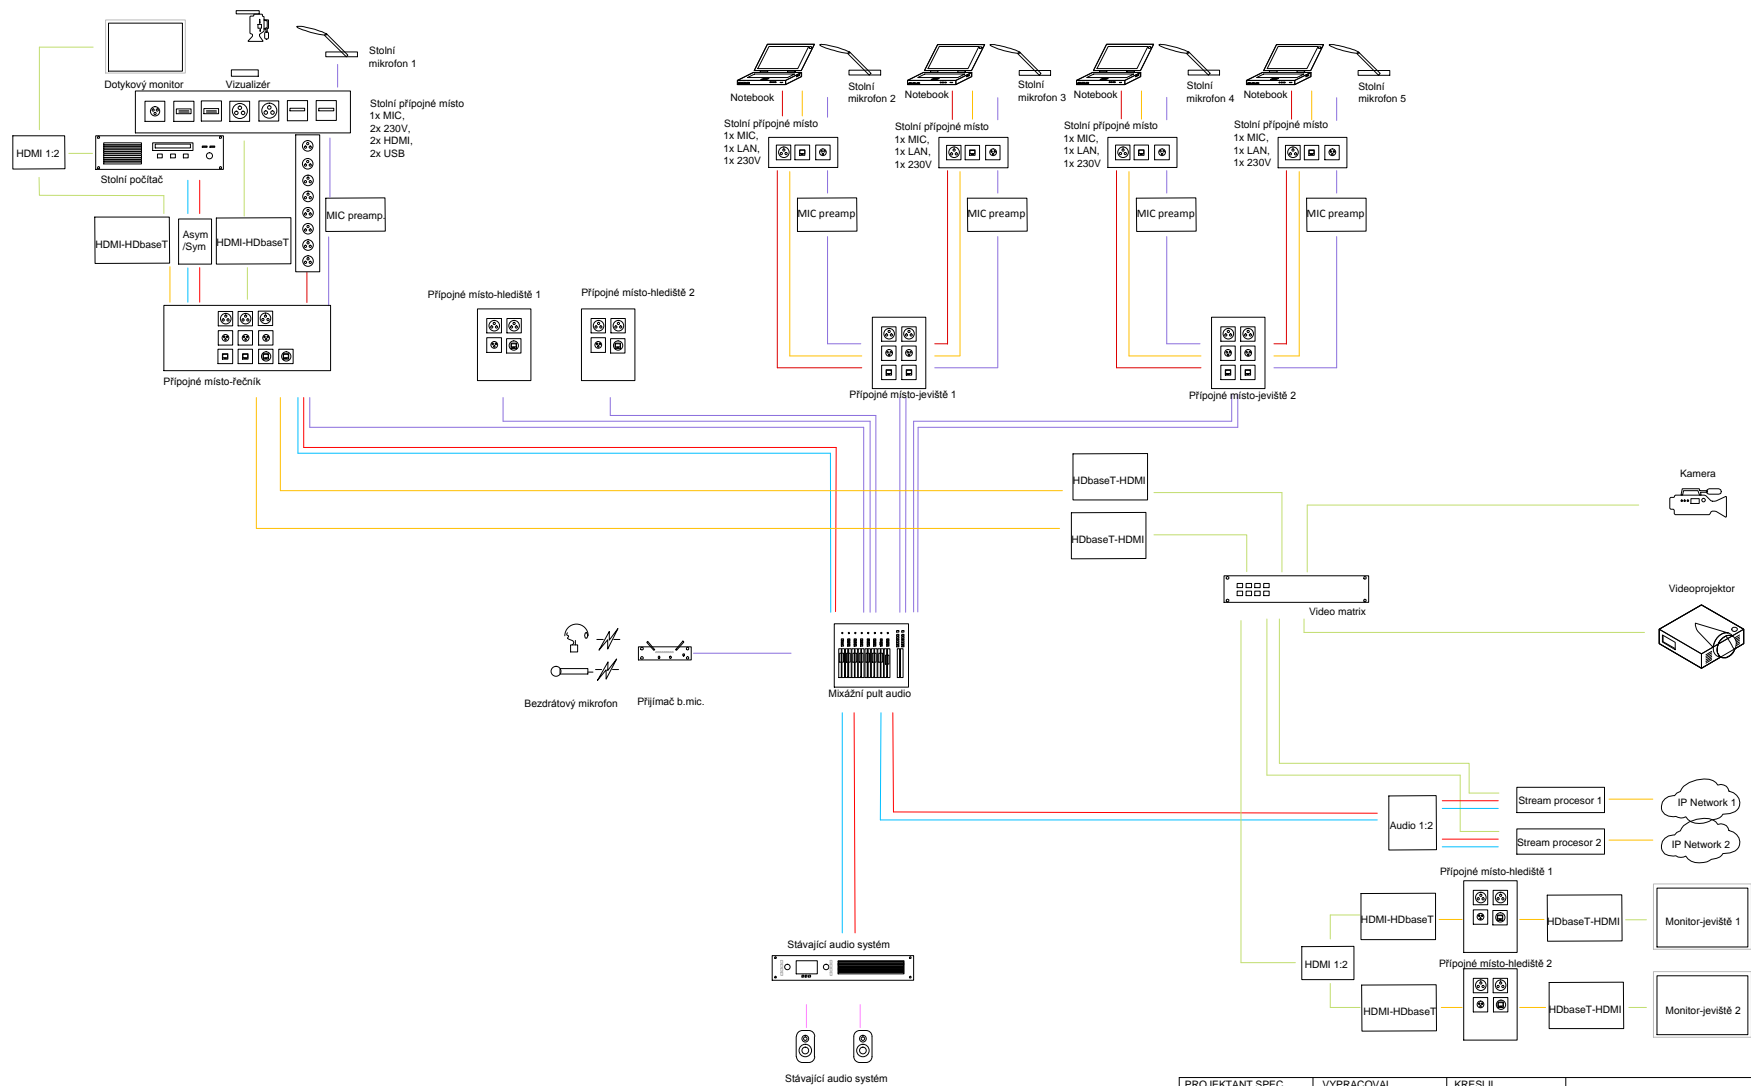 Stolní
mikrofon 1
Dotykový monitor
Vizualizér
Stolní přípojné místo
1x MIC,
2x 230V,
2x HDMI,
2x USB
HDMI 1:2
Stolní počítač
HDMI-HDbaseT
Asym
/Sym
HDMI-HDbaseT
MIC preamp.
Přípojné místo-řečník
Přípojné místo-hlediště 1
Přípojné místo-hlediště 2
Notebook
Stolní
mikrofon 2
Stolní přípojné místo
1x MIC,
1x LAN,
1x 230V
MIC preamp
Notebook
Stolní
mikrofon 3
Stolní přípojné místo
1x MIC,
1x LAN,
1x 230V
MIC preamp
Notebook
Stolní
mikrofon 4
Stolní přípojné místo
1x MIC,
1x LAN,
1x 230V
MIC preamp
Notebook
Stolní
mikrofon 5
Stolní přípojné místo
1x MIC,
1x LAN,
1x 230V
MIC preamp
Přípojné místo-jeviště 1
Přípojné místo-jeviště 2
HDbaseT-HDMI
HDbaseT-HDMI
Kamera
Video matrix
Videoprojektor
Bezdrátový mikrofon
Přijímač b.mic.
Mixážní pult audio
Audio 1:2
Stream procesor 1
IP Network 1
Stream procesor 2
IP Network 2
Přípojné místo-hlediště 1
HDMI-HDbaseT
HDbaseT-HDMI
Monitor-jeviště 1
HDMI 1:2
Přípojné místo-hlediště 2
HDMI-HDbaseT
HDbaseT-HDMI
Monitor-jeviště 2
Stávající audio systém
Stávající audio systém
PROJEKTANT SPEC.
VYPRACOVAL
KRESLIL